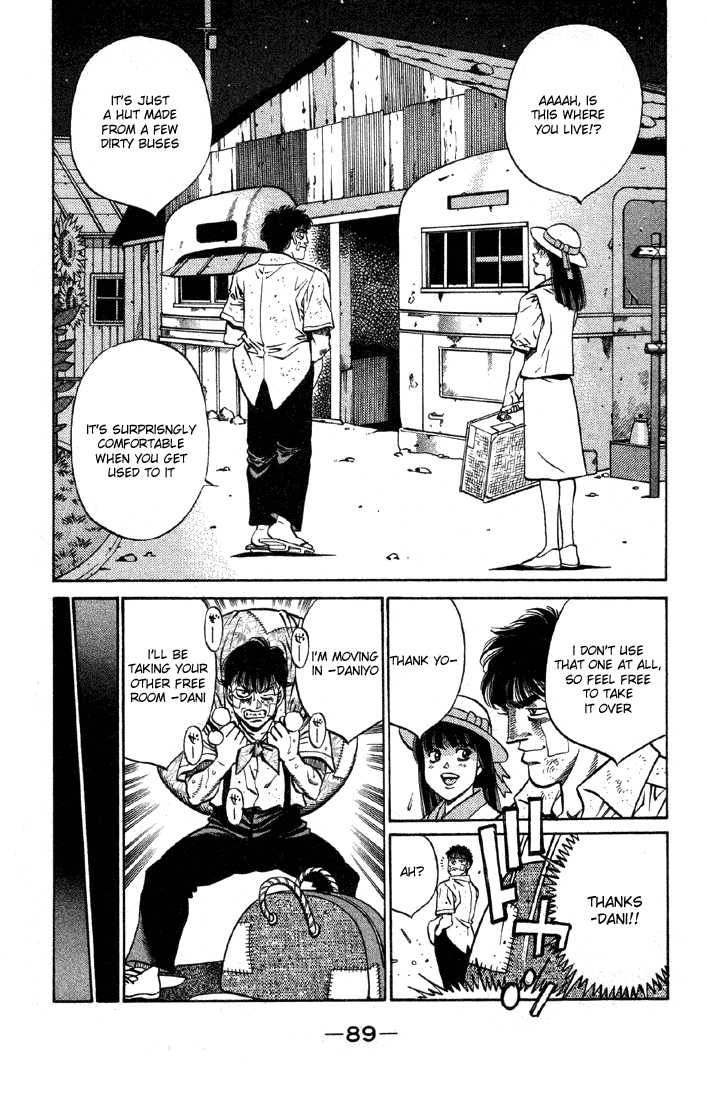 AAAAH, IS
THIS WHERE
YOU LIVE!?
IT'S JUST
A HUT MADE
FROM A FEW
DIRTY BUSES
IT'S SURPRISNGLY
COMFORTABLE
WHEN YOU GET
USED TO IT
I DON'T USE
THAT ONE AT ALL,
SO FEEL FREE
TO TAKE
IT OVER
THANK YO-
THANKS
-DANI!!
AH?
I'M MOVING
IN -DANIYO
I'LL BE
TAKING YOUR
OTHER FREE
ROOM -DANI
—89—